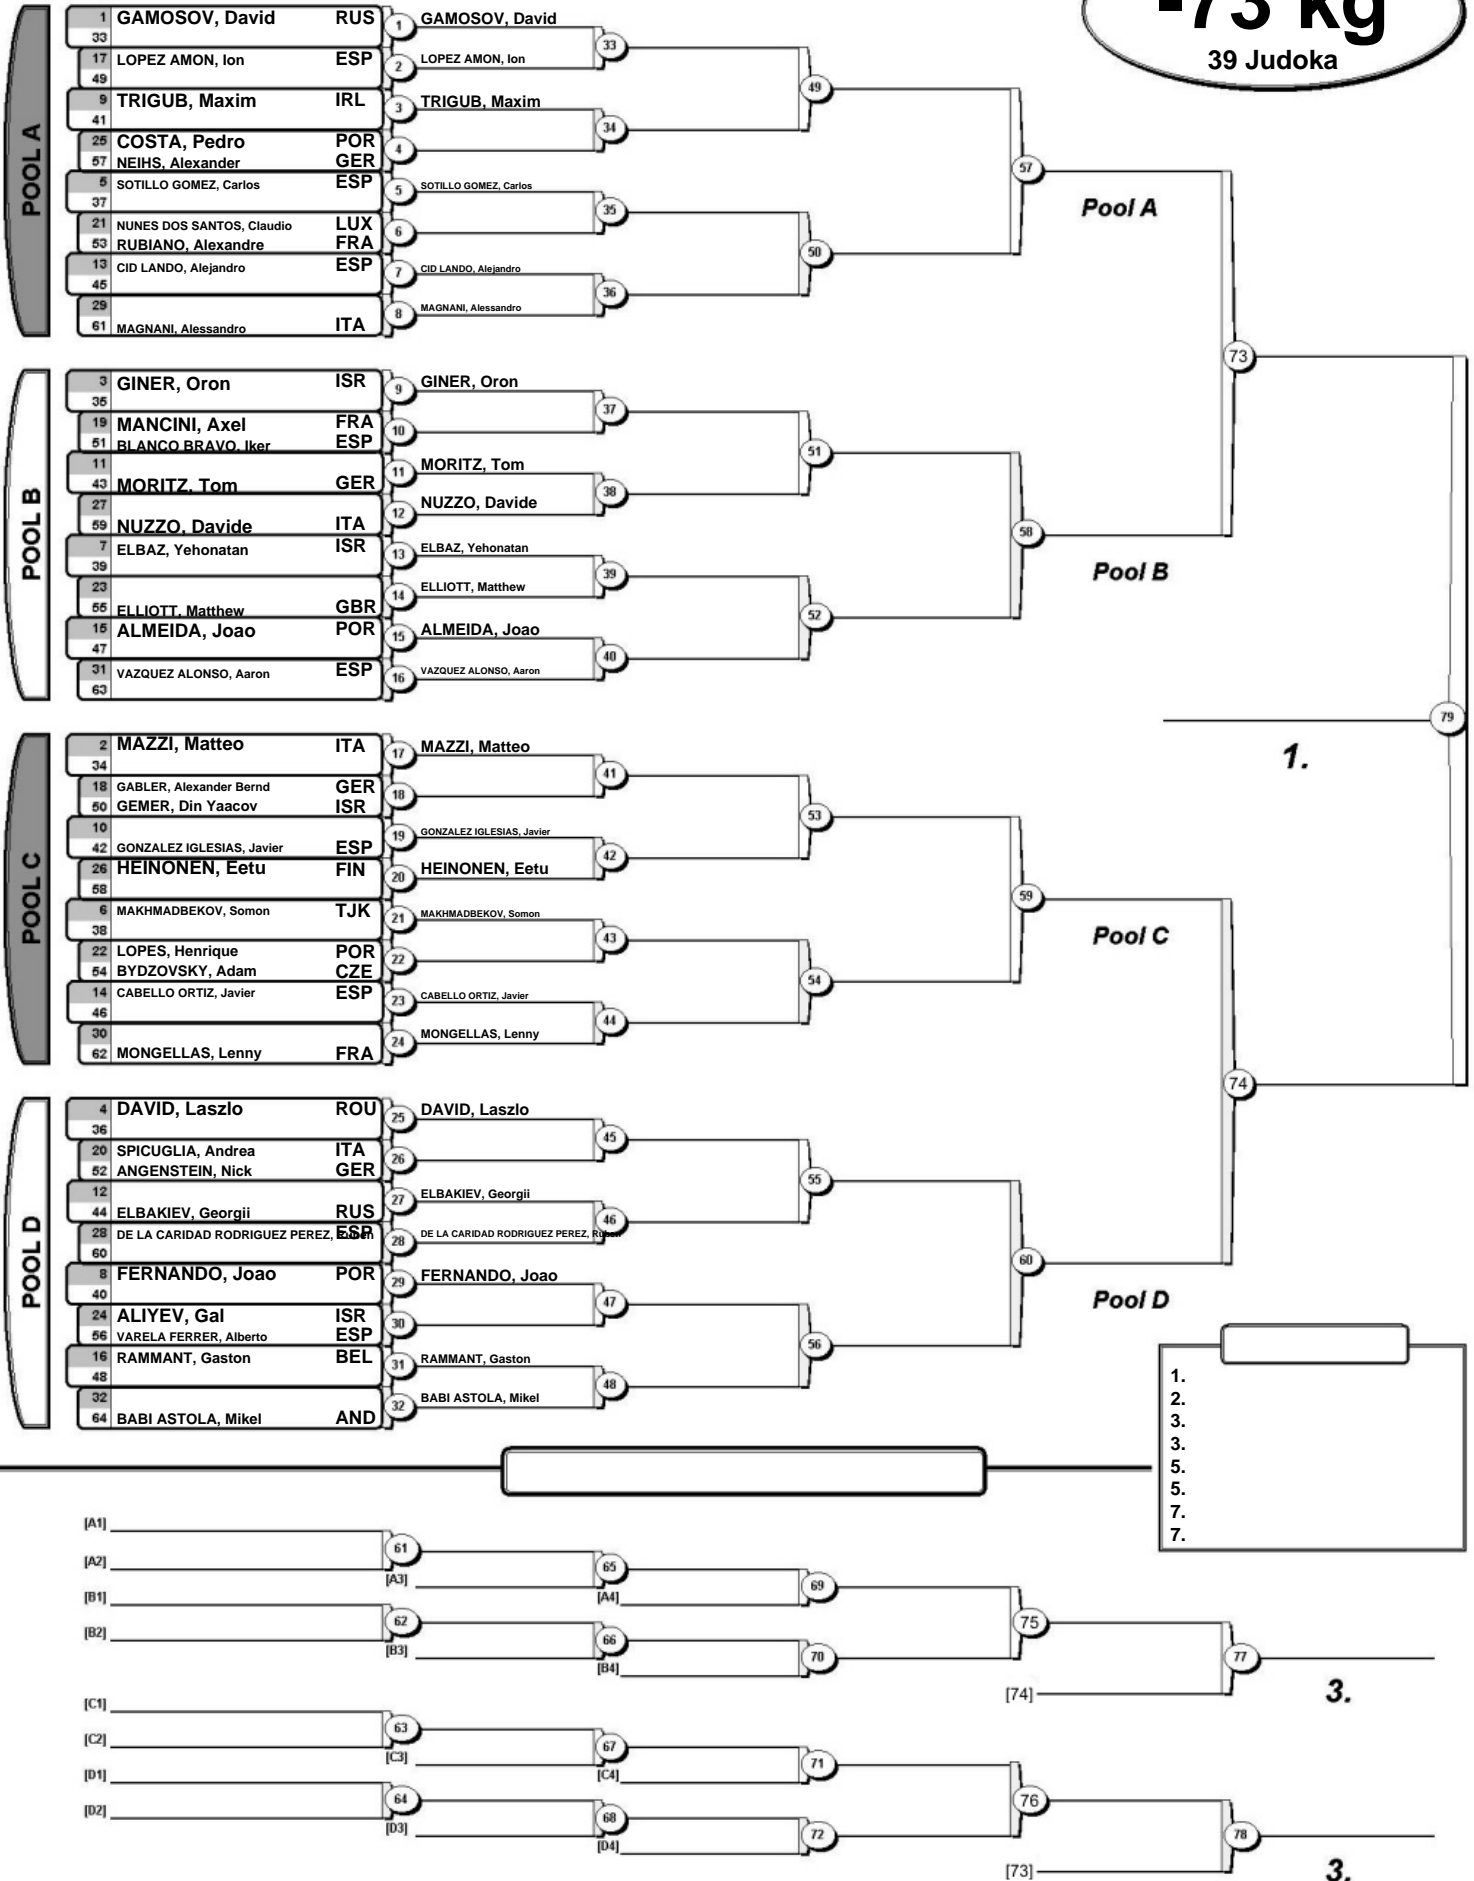 -73 kg
39 Judoka
POOL A
1 GAMOSOV, David RUS 1 GAMOSOV, David
33
33
17 LOPEZ AMON, Ion ESP 2 LOPEZ AMON, Ion
49
49
9 TRIGUB, Maxim IRL 3 TRIGUB, Maxim
41
34
25 COSTA, Pedro POR 4
57 NEIHS, Alexander GER
57
Pool A
5 SOTILLO GOMEZ, Carlos ESP 5 SOTILLO GOMEZ, Carlos
37
35
21 NUNES DOS SANTOS, Claudio LUX 6
53 RUBIANO, Alexandre FRA
50
13 CID LANDO, Alejandro ESP 7 CID LANDO, Alejandro
45
36
29 8 MAGNANI, Alessandro
61 MAGNANI, Alessandro ITA
73
POOL B
3 GINER, Oron ISR 9 GINER, Oron
35
37
19 MANCINI, Axel FRA 10
51 BLANCO BRAVO, Iker ESP
51
11 11 MORITZ, Tom
43 MORITZ, Tom GER
38
27 12 NUZZO, Davide
59 NUZZO, Davide ITA
58
Pool B
7 ELBAZ, Yehonatan ISR 13 ELBAZ, Yehonatan
39
39
23 14 ELLIOTT, Matthew
55 ELLIOTT, Matthew GBR
52
15 ALMEIDA, Joao POR 15 ALMEIDA, Joao
47
40
31 VAZQUEZ ALONSO, Aaron ESP 16 VAZQUEZ ALONSO, Aaron
63
79
1.
POOL C
2 MAZZI, Matteo ITA 17 MAZZI, Matteo
34
41
18 GABLER, Alexander Bernd GER 18
50 GEMER, Din Yaacov ISR
53
10 19 GONZALEZ IGLESIAS, Javier
42 GONZALEZ IGLESIAS, Javier ESP
42
26 HEINONEN, Eetu FIN 20 HEINONEN, Eetu
58
59
Pool C
6 MAKHMADBEKOV, Somon TJK 21 MAKHMADBEKOV, Somon
38
43
22 LOPES, Henrique POR 22
54 BYDZOVSKY, Adam CZE
54
14 CABELLO ORTIZ, Javier ESP 23 CABELLO ORTIZ, Javier
46
44
30 24 MONGELLAS, Lenny
62 MONGELLAS, Lenny FRA
74
POOL D
4 DAVID, Laszlo ROU 25 DAVID, Laszlo
36
45
20 SPICUGLIA, Andrea ITA 26
52 ANGENSTEIN, Nick GER
55
12 27 ELBAKIEV, Georgii
44 ELBAKIEV, Georgii RUS
46
28 DE LA CARIDAD RODRIGUEZ PEREZ, Ruben ESP 28 DE LA CARIDAD RODRIGUEZ PEREZ, Ruben
60
60
Pool D
8 FERNANDO, Joao POR 29 FERNANDO, Joao
40
47
24 ALIYEV, Gal ISR 30
56 VARELA FERRER, Alberto ESP
56
16 RAMMANT, Gaston BEL 31 RAMMANT, Gaston
48
48
32 32 BABI ASTOLA, Mikel
64 BABI ASTOLA, Mikel AND
1.
2.
3.
3.
5.
5.
7.
7.
[A1]
61
[A2]
[A3]
65
[A4]
69
[B1]
62
[B2]
[B3]
66
[B4]
70
75
[74]
77
3.
[C1]
63
[C2]
[C3]
67
[C4]
71
[D1]
64
[D2]
[D3]
68
[D4]
72
76
[73]
78
3.